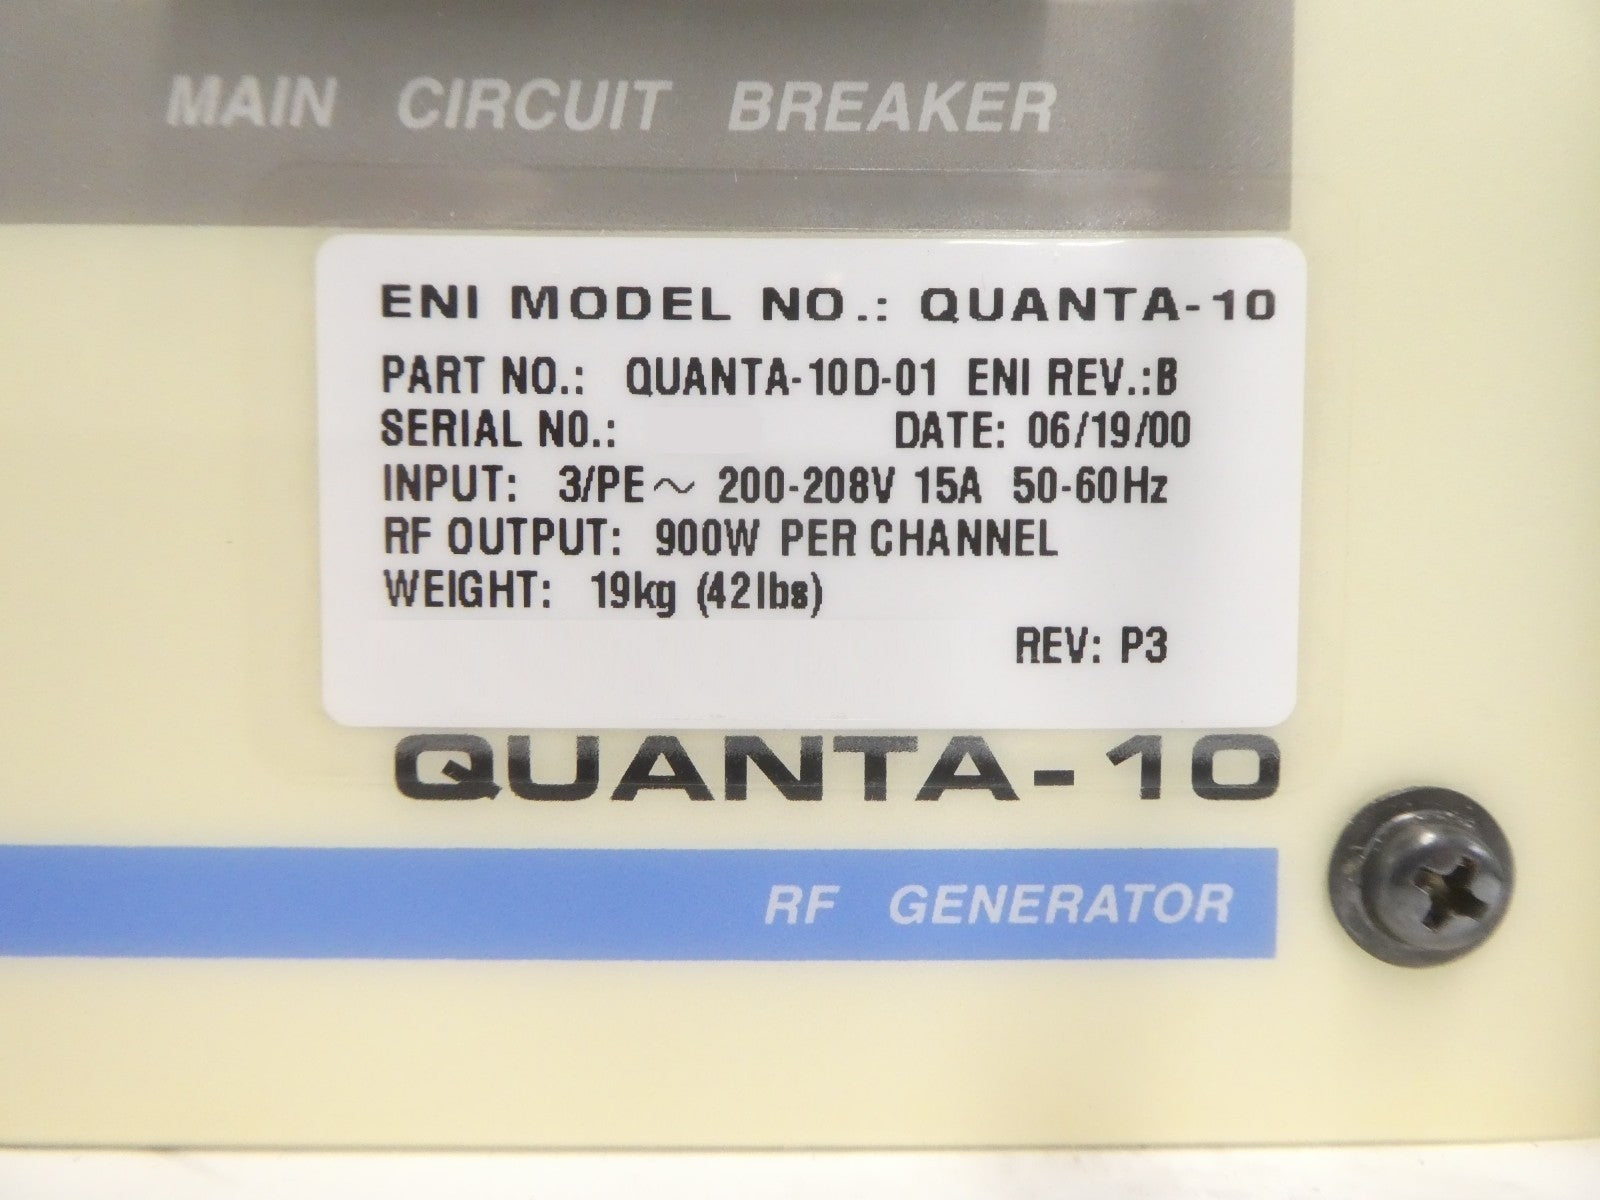 MAIN CIRCUIT BREAKER
ENI MODEL NO.: QUANTA-10
PART NO.: QUANTA-10D-01 ENI REV.:B
SERIAL NO.: DATE: 06/19/00
INPUT: 3/PE～ 200-208V 15A 50-60Hz
RF OUTPUT: 900W PER CHANNEL
WEIGHT: 19kg (42lbs)
REV: P3
QUANTA-10
RF GENERATOR